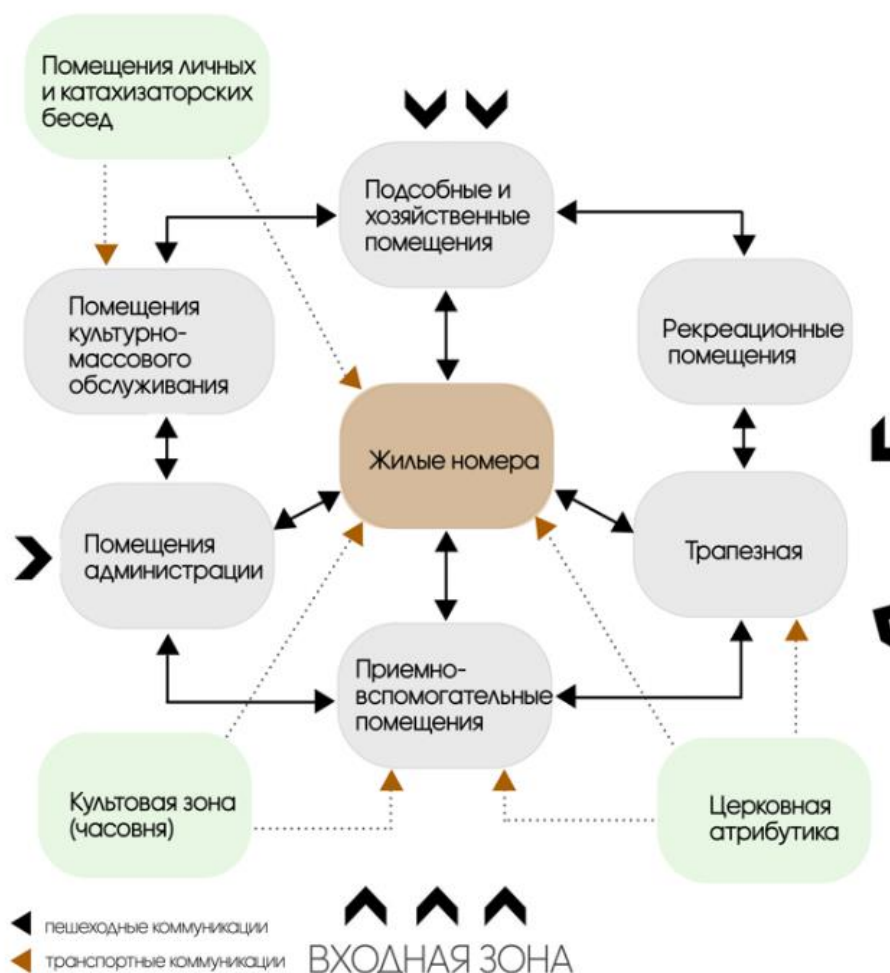 Помещения личных
и катахизаторских
бесед
Подсобные и
хозяйственные
помещения
Помещения
культурно-
массового
обслуживания
Рекреационные
помещения
Жилые номера
Помещения
администрации
Трапезная
Приемно-
вспомогательные
помещения
Культовая зона
(часовня)
Церковная
атрибутика
пешеходные коммуникации
транспортные коммуникации
ВХОДНАЯ ЗОНА